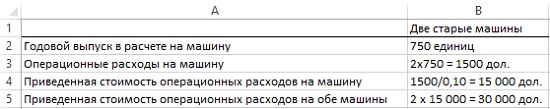 A B
1 Две старые машины
2 Годовой выпуск в расчете на машину 750 единиц
3 Операционные расходы на машину 2x750 = 1500 дол.
4 Приведенная стоимость операционных расходов на машину 1500/0,10 = 15 000 дол.
5 Приведенная стоимость операционных расходов на обе машины 2 x 15 000 = 30 000 дол.